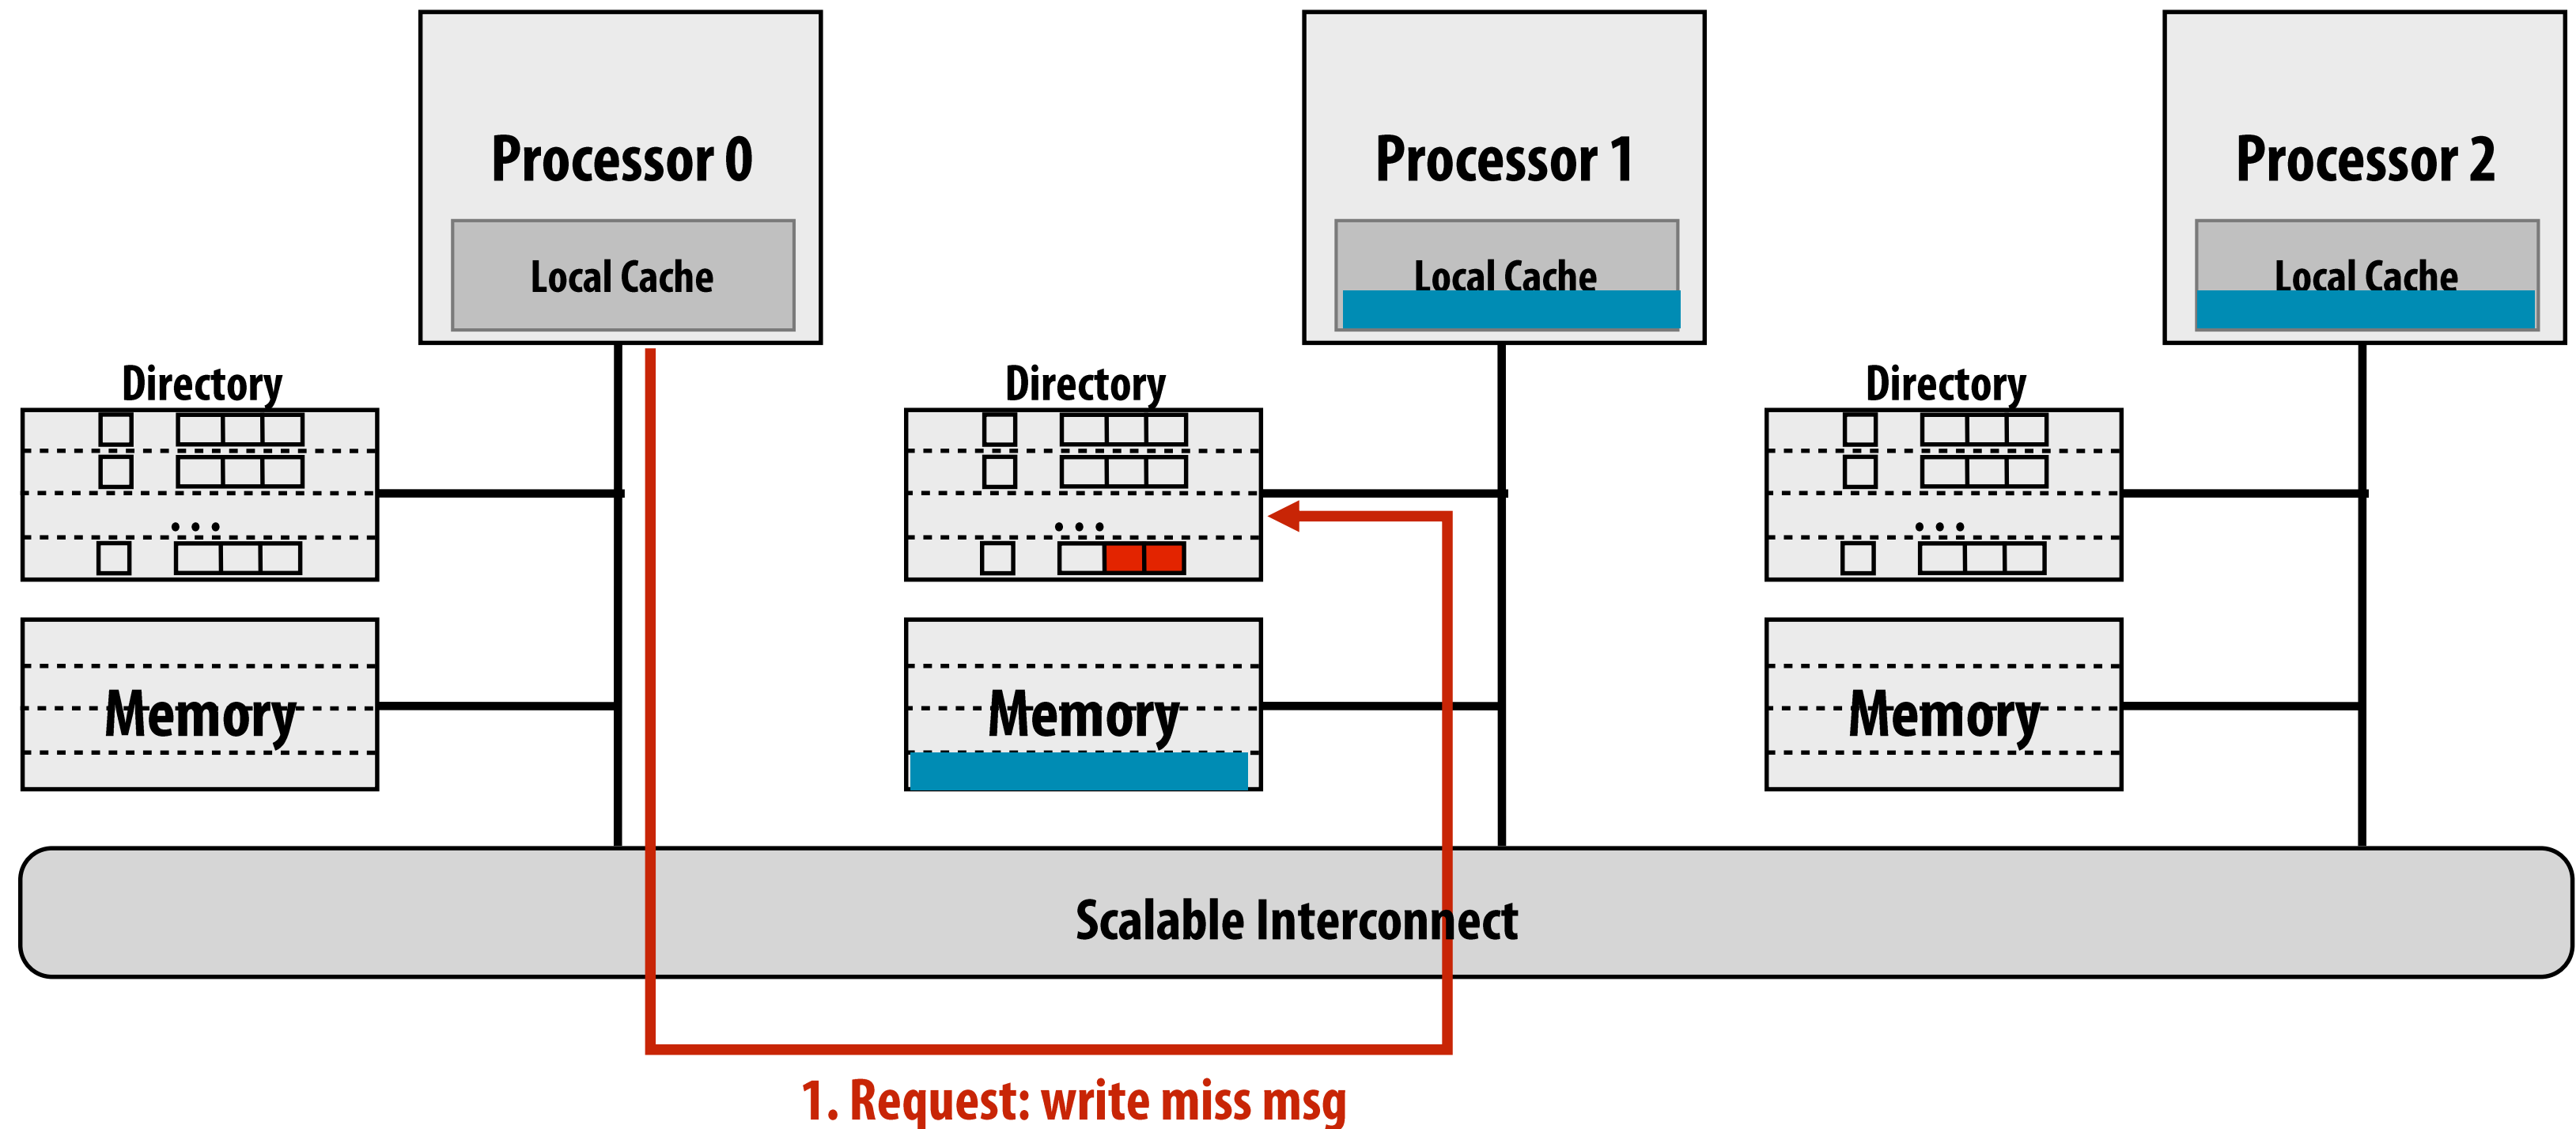 Processor 0
Processor 1
Processor 2
Local Cache
Local Cache
Local Cache
Directory
Directory
Directory
...
...
...
Memory
Memory
Memory
Scalable Interconnect
1. Request: write miss msg